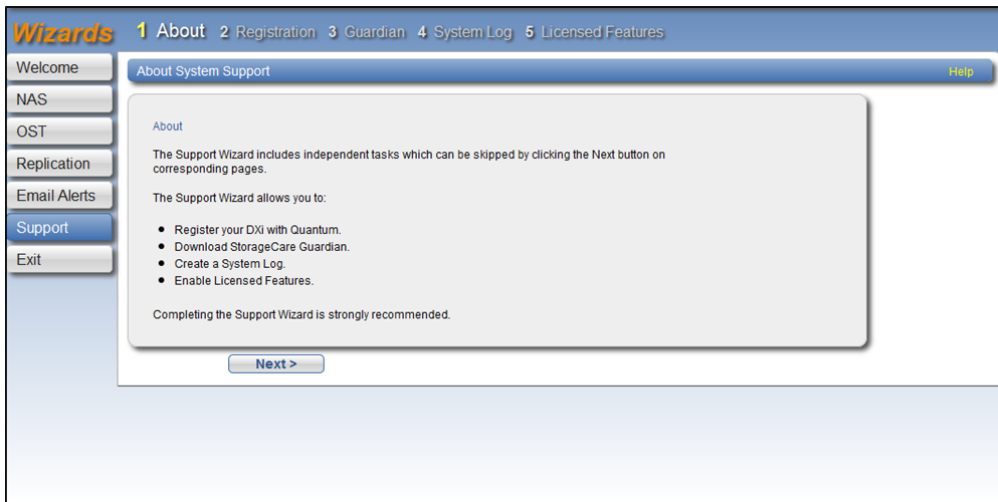 Wizards
1 About 2 Registration 3 Guardian 4 System Log 5 Licensed Features
Welcome
NAS
OST
Replication
Email Alerts
Support
Exit
About System Support
Help
About
The Support Wizard includes independent tasks which can be skipped by clicking the Next button on
corresponding pages.
The Support Wizard allows you to:
• Register your DXi with Quantum.
• Download StorageCare Guardian.
• Create a System Log.
• Enable Licensed Features.
Completing the Support Wizard is strongly recommended.
Next >